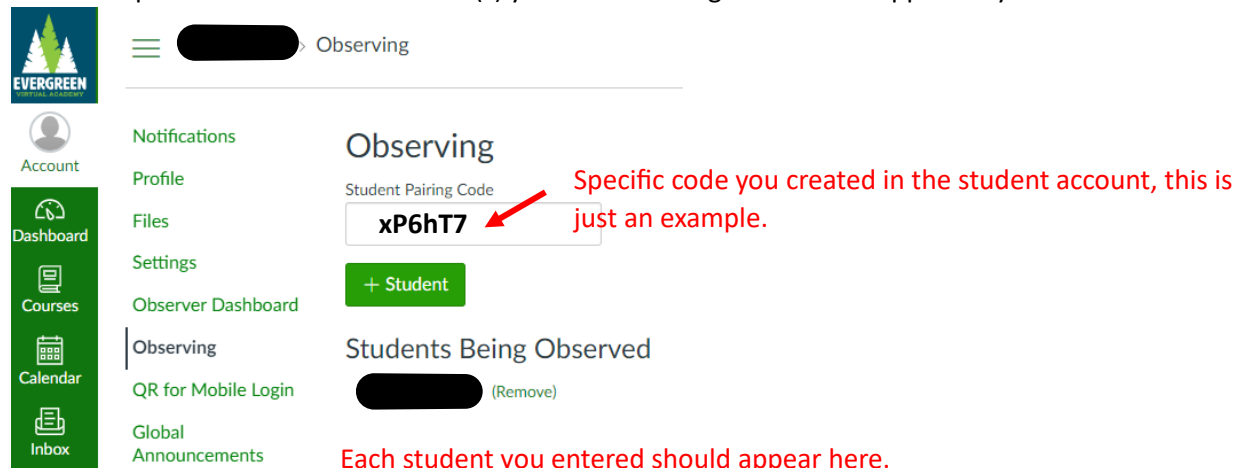 EVERGREEN
VIRTUAL ACADEMY
Account
Dashboard
Courses
Calendar
Inbox
> Observing
Notifications
Profile
Files
Settings
Observer Dashboard
Observing
QR for Mobile Login
Global
Announcements
Observing
Student Pairing Code
xP6hT7
Specific code you created in the student account, this is
just an example.
+ Student
Students Being Observed
(Remove)
Each student you entered should appear here.